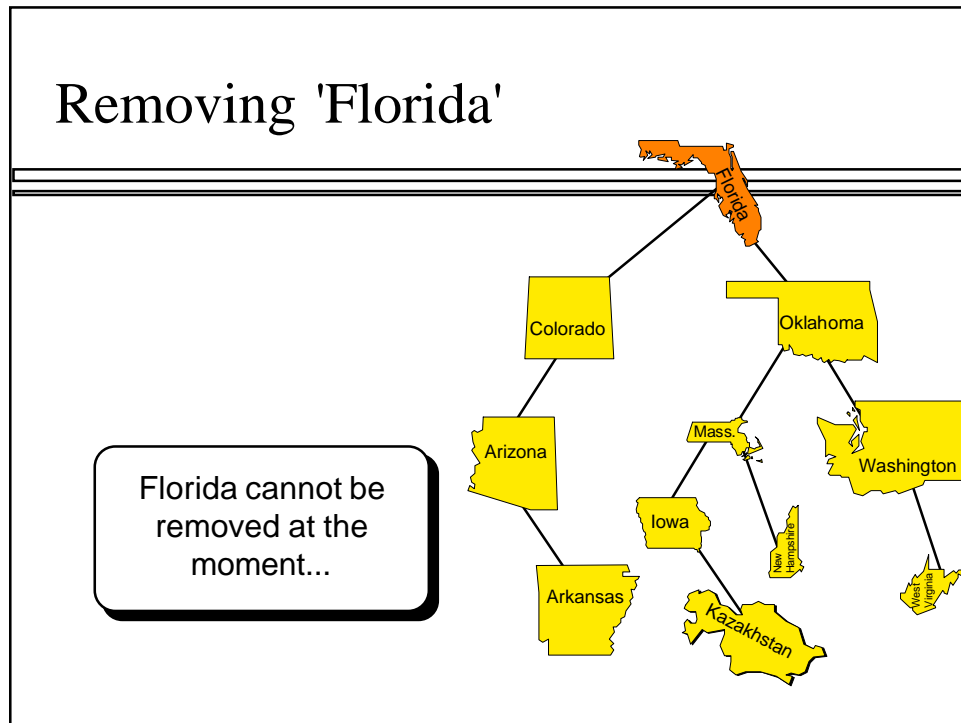 Removing 'Florida'
Florida
Colorado
Oklahoma
Arizona
Mass.
Washington
Florida cannot be
removed at the
moment...
Iowa
New
Hampshire
Arkansas
Kazakhstan
West
Virginia